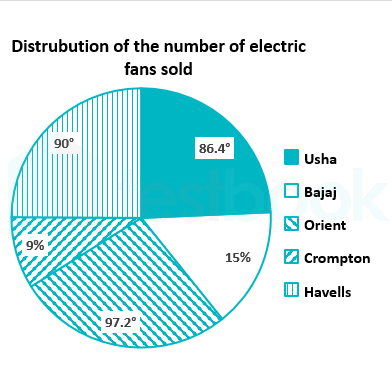 Distrubution of the number of electric
fans sold
90°
86.4°
Usha
Bajaj
Orient
9%
15%
Crompton
Havells
97.2°